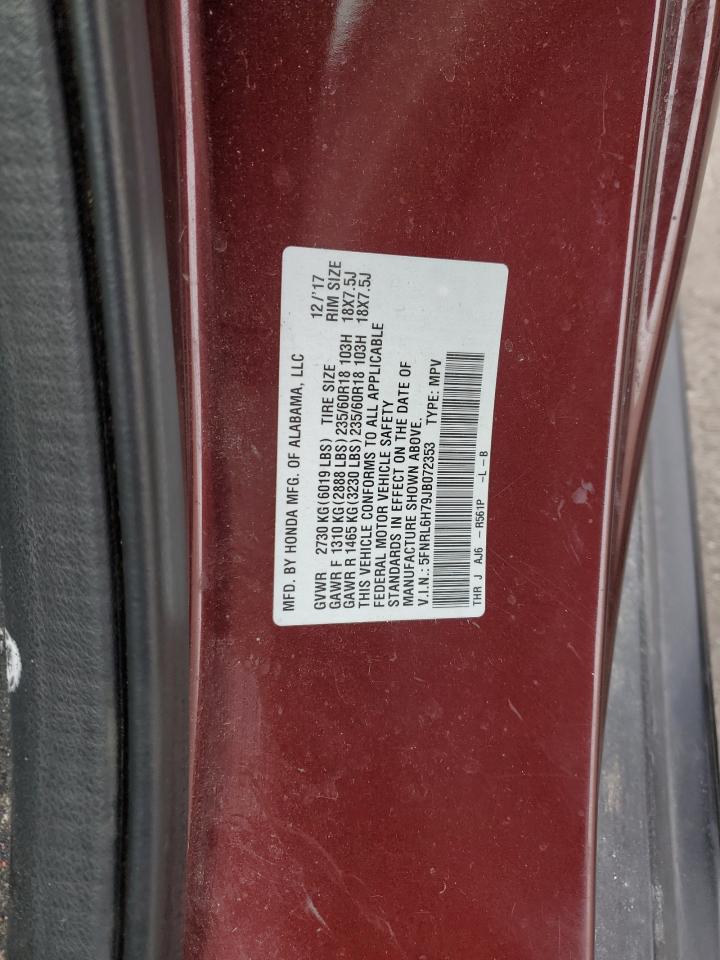 MFD. BY HONDA MFG. OF ALABAMA, LLC
12/'17
GVWR 2730 KG(6019 LBS) TIRE SIZE RIM SIZE
GAWR F 1310 KG(2888 LBS) 235/60R18 103H 18X7.5J
GAWR R 1465 KG(3230 LBS) 235/60R18 103H 18X7.5J
THIS VEHICLE CONFORMS TO ALL APPLICABLE
FEDERAL MOTOR VEHICLE SAFETY
STANDARDS IN EFFECT ON THE DATE OF
MANUFACTURE SHOWN ABOVE.
V.I.N.: 5FNRL6H79JB072353 TYPE: MPV
THR J AJ6 - R561P -L -B